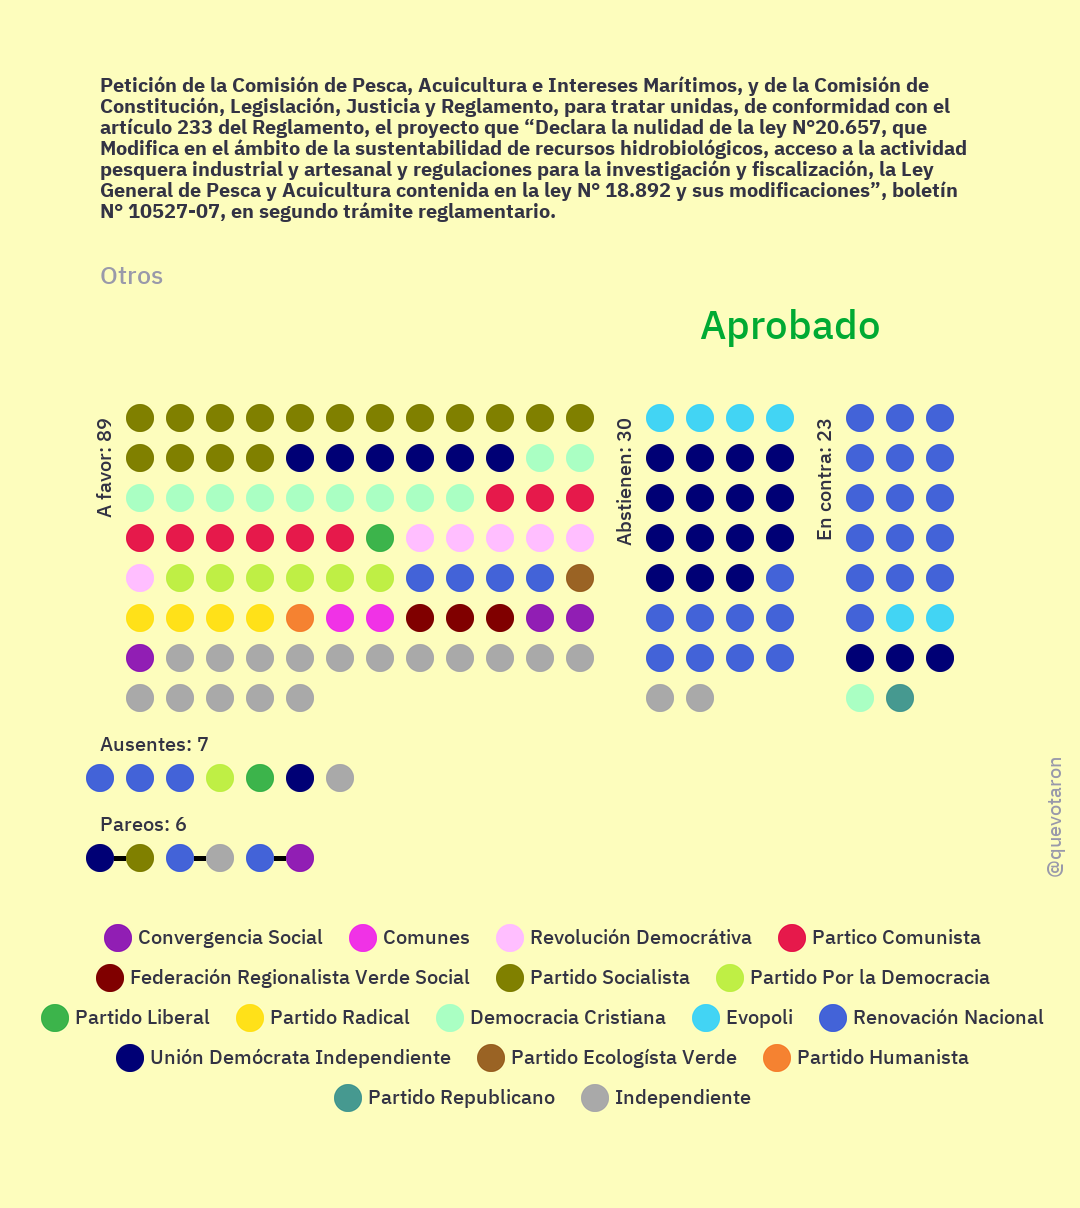 Petición de la Comisión de Pesca, Acuicultura e Intereses Marítimos, y de la Comisión de
Constitución, Legislación, Justicia y Reglamento, para tratar unidas, de conformidad con el
artículo 233 del Reglamento, el proyecto que “Declara la nulidad de la ley N°20.657, que
Modifica en el ámbito de la sustentabilidad de recursos hidrobiológicos, acceso a la actividad
pesquera industrial y artesanal y regulaciones para la investigación y fiscalización, la Ley
General de Pesca y Acuicultura contenida en la ley N° 18.892 y sus modificaciones”, boletín
N° 10527-07, en segundo trámite reglamentario.
Otros
Aprobado
A favor: 89
Abstienen: 30
En contra: 23
Ausentes: 7
Pareos: 6
@quevotaron
Convergencia Social Comunes Revolución Democrátiva Partico Comunista
Federación Regionalista Verde Social Partido Socialista Partido Por la Democracia
Partido Liberal Partido Radical Democracia Cristiana Evopoli Renovación Nacional
Unión Demócrata Independiente Partido Ecologísta Verde Partido Humanista
Partido Republicano Independiente